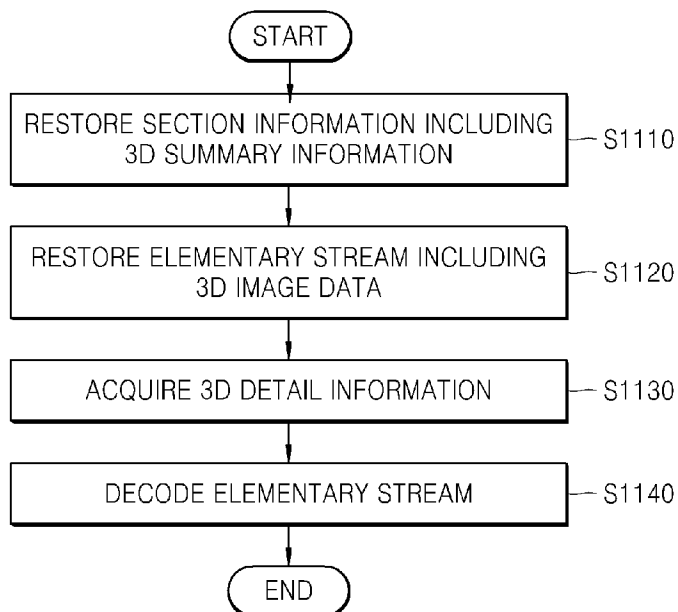 START
RESTORE SECTION INFORMATION INCLUDING
3D SUMMARY INFORMATION
S1110
RESTORE ELEMENTARY STREAM INCLUDING
3D IMAGE DATA
S1120
ACQUIRE 3D DETAIL INFORMATION
S1130
DECODE ELEMENTARY STREAM
S1140
END